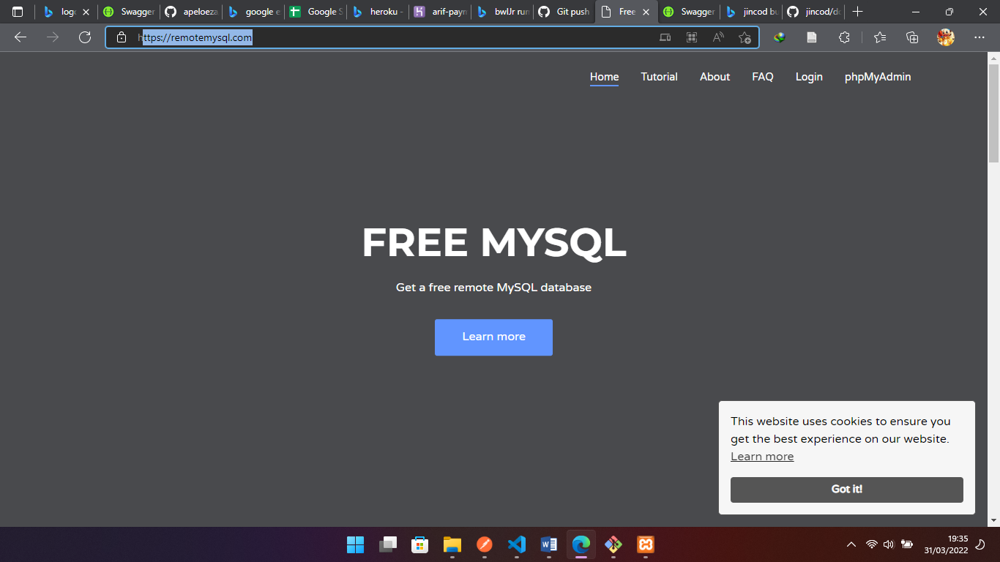 logo
Swagger
apeloeza
google e
Google S
heroku -
arif-paym
bwlJr run
Git push
Free
Swagger
jincod bu
jincod/do
https://remotemysql.com
Home Tutorial About FAQ Login phpMyAdmin
FREE MYSQL
Get a free remote MySQL database
Learn more
This website uses cookies to ensure you
get the best experience on our website.
Learn more
Got it!
19:35
31/03/2022